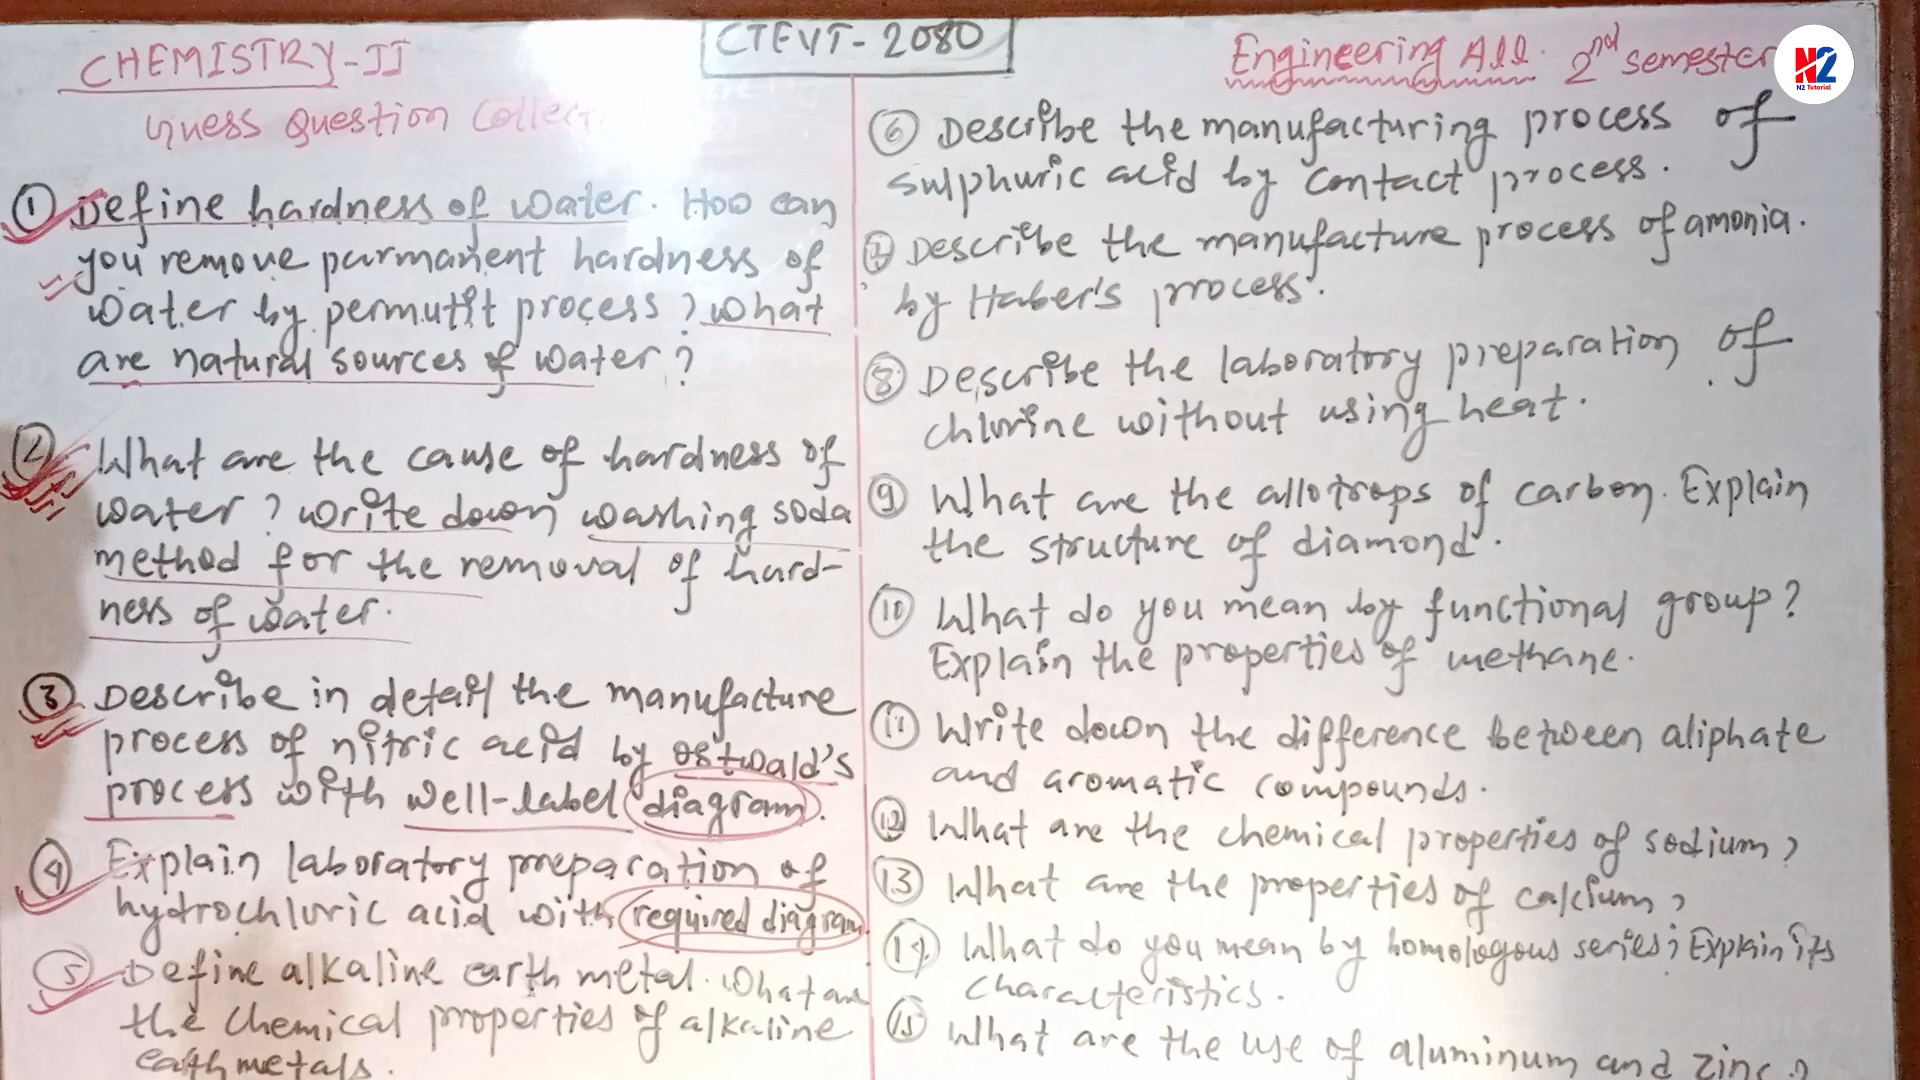 CHEMISTRY-II
Guess Question Collect
CTEVT-2080
Engineering All. 2nd semester
N2
N2 Tutorial
① Define hardness of water. How can
you remove purmanent hardness of
water by permutit process? What
are natural sources of water?
② What are the cause of hardness of
water? Write down washing soda
method for the removal of hard-
ness of water.
③ Describe in detail the manufacture
process of nitric acid by ostwald's
process with well-label diagram.
④ Explain laboratory preparation of
hydrochloric acid with required diagram
⑤ Define alkaline earth metal. What are
the chemical properties of alkaline
earth metals.
⑥ Describe the manufacturing process of
sulphuric acid by contact process.
⑦ Describe the manufacture process of amonia.
by Haber's process.
⑧ Describe the laboratory preparation of
chlorine without using heat.
⑨ What are the allotrops of carbon. Explain
the structure of diamond.
⑩ What do you mean by functional group?
Explain the properties of methane.
⑪ Write down the difference between aliphate
and aromatic compounds.
⑫ What are the chemical properties of sodium?
⑬ What are the properties of calcium?
⑭ What do you mean by homologous series; Explain its
characteristics.
⑮ What are the use of aluminum and zinc?